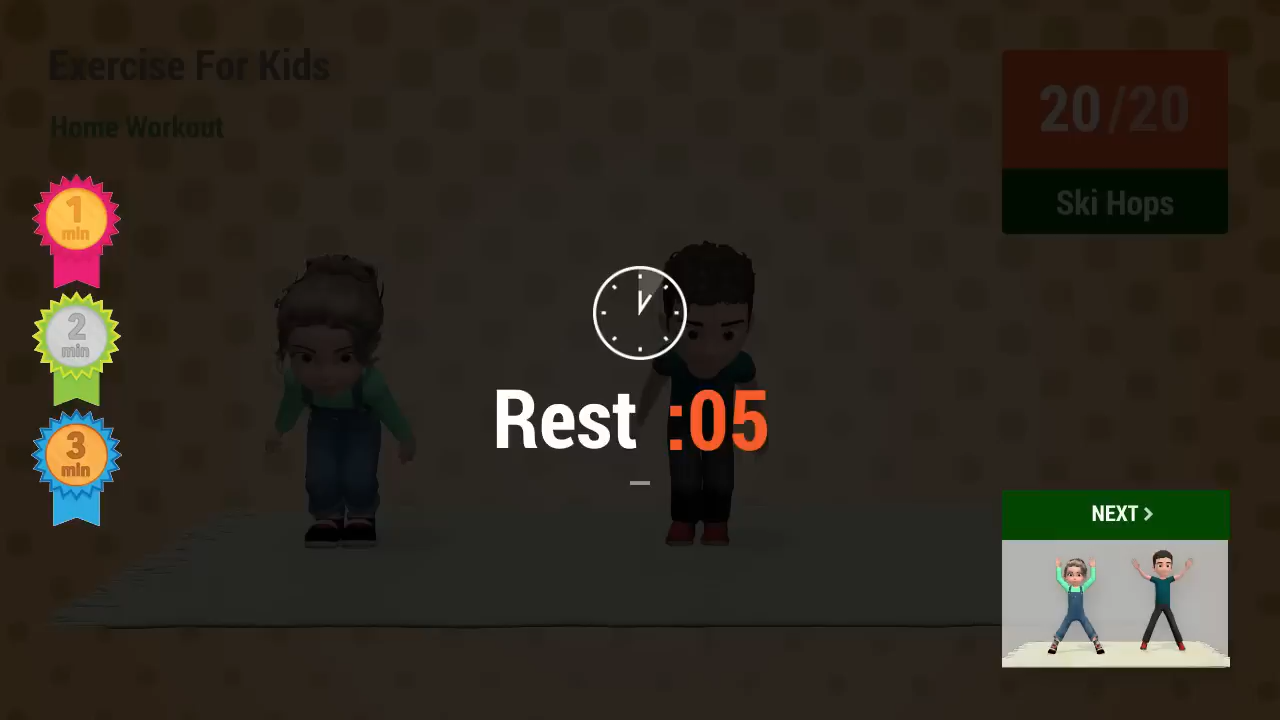 Exercise For Kids
Home Workout
20/20
Ski Hops
1
min
2
min
3
min
Rest :05
NEXT >